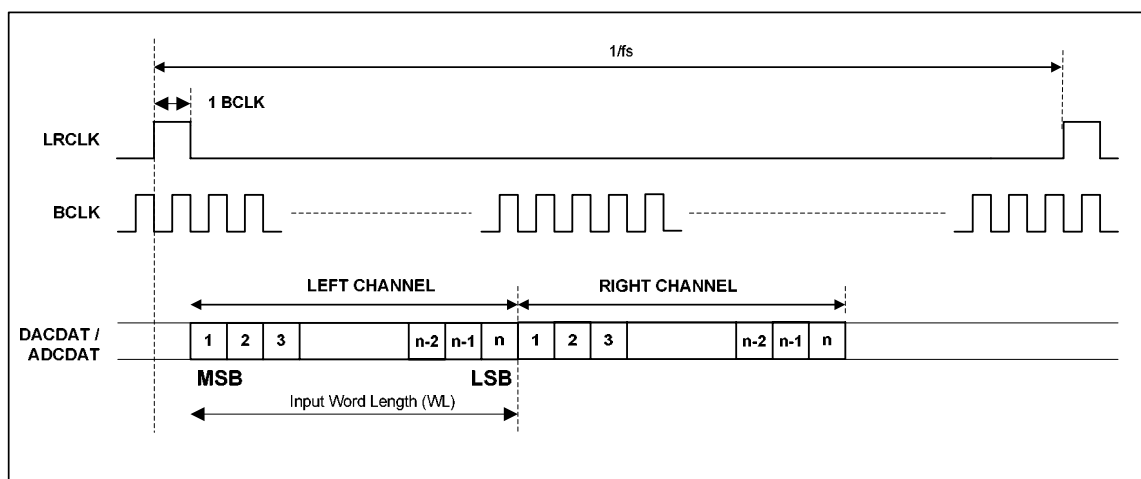 1/fs
1 BCLK
LRCLK
BCLK
LEFT CHANNEL RIGHT CHANNEL
DACDAT /
ADCDAT
1 2 3 n-2 n-1 n 1 2 3 n-2 n-1 n
MSB LSB
Input Word Length (WL)